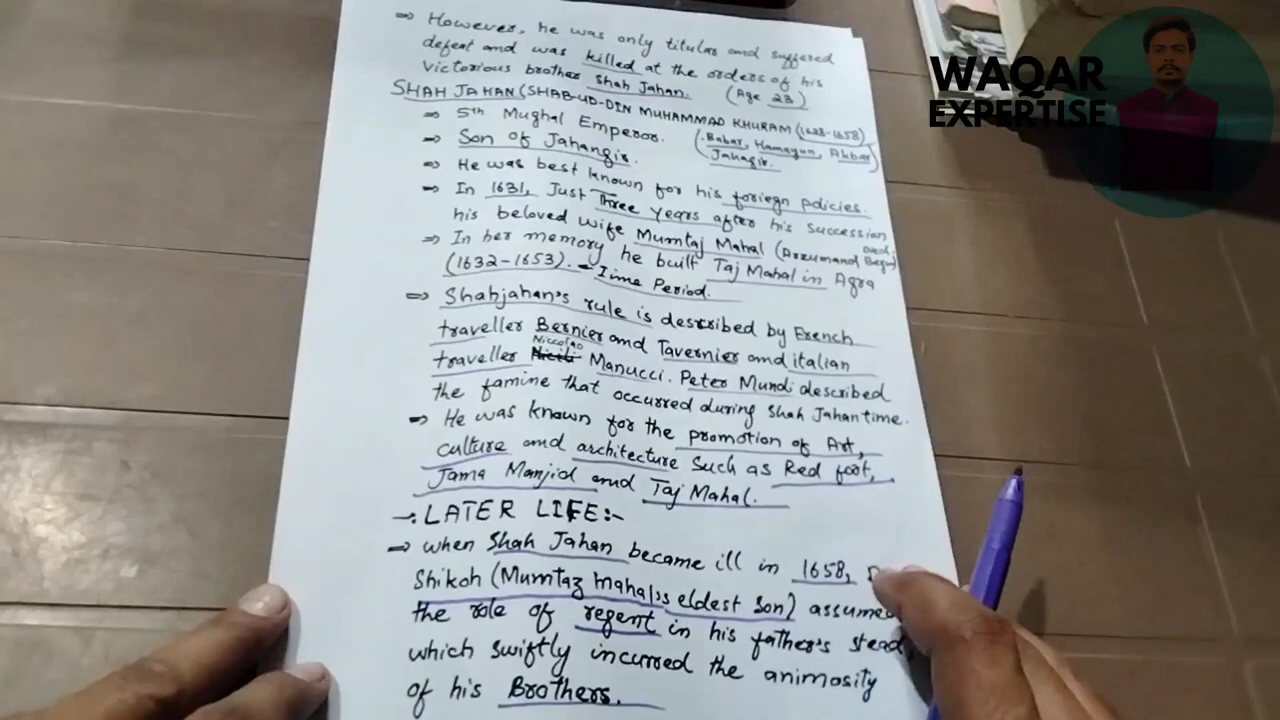 ⇒ However, he was only titular and suffered
defeat and was killed at the orders of his
victorious brother Shah Jahan. (Age 23)
SHAH JAHAN (SHAB-UD-DIN MUHAMMAD KHURAM (1628-1658)
⇒ 5th Mughal Emperor. (Babar, Hamayun, Akbar
⇒ Son of Jahangir. Jahagir.
⇒ He was best known for his foriegn policies.
⇒ In 1631, Just Three years after his succession
his beloved wife Mumtaj Mahal (Arzumand Begum)
⇒ In her memory he built Taj Mahal in Agra
(1632-1653). - Time Period.
⇒ Shahjahan's rule is described by French
traveller Bernier and Tavernier and italian
Niccolao
traveller Manucci. Peter Mundi described
the famine that occurred during Shah Jahan time.
⇒ He was known for the promotion of Art,
culture and architecture Such as Red foot,
Jama Manjid and Taj Mahal.
-: LATER LIFE:-
⇒ when Shah Jahan became ill in 1658,
Shikoh (Mumtaz mahal's eldest son) assume
the role of regent in his father's stead,
which swiftly incurred the animosity
of his Brothers.
WAQAR
EXPERTISE